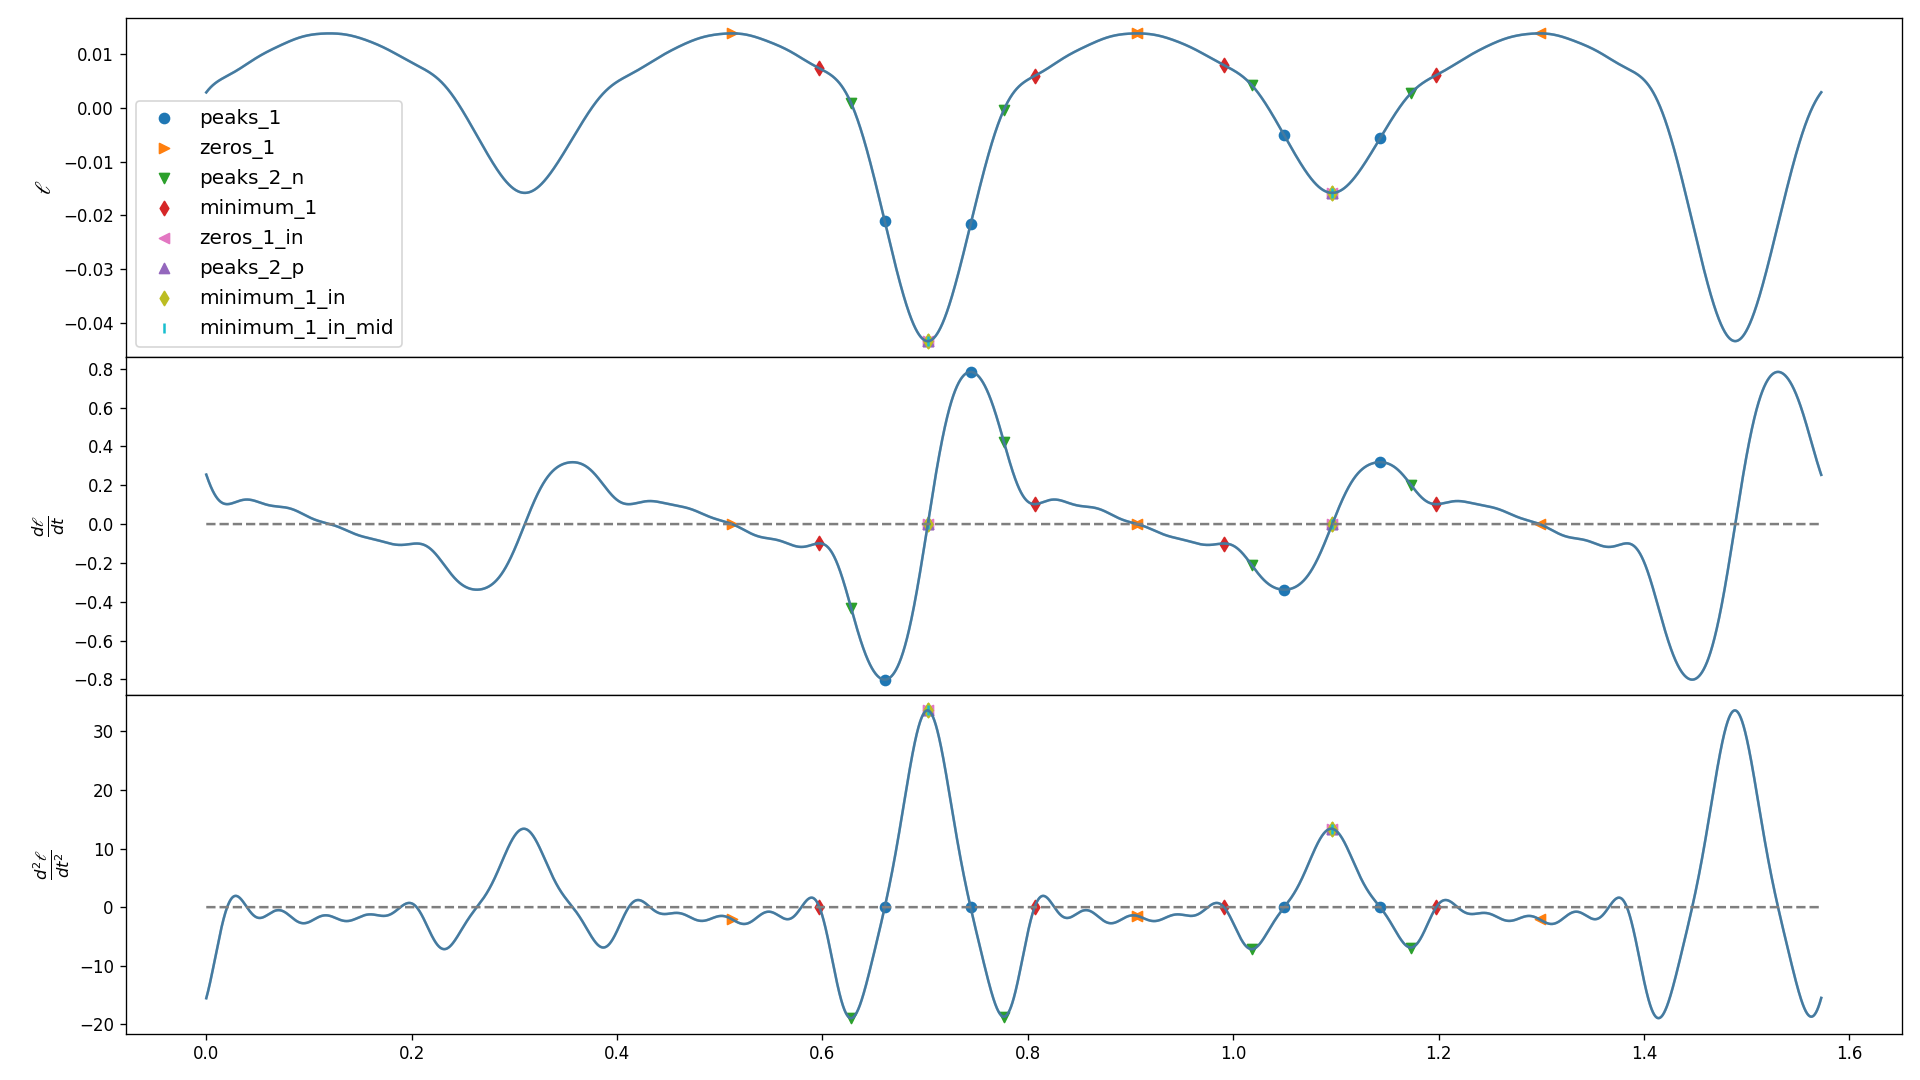 0.01
0.00
−0.01
−0.02
−0.03
−0.04
ℓ
peaks_1
zeros_1
peaks_2_n
minimum_1
zeros_1_in
peaks_2_p
minimum_1_in
minimum_1_in_mid
0.8
0.6
0.4
0.2
0.0
−0.2
−0.4
−0.6
−0.8
dℓ
dt
30
20
10
0
−10
−20
d²ℓ
dt²
0.0 0.2 0.4 0.6 0.8 1.0 1.2 1.4 1.6